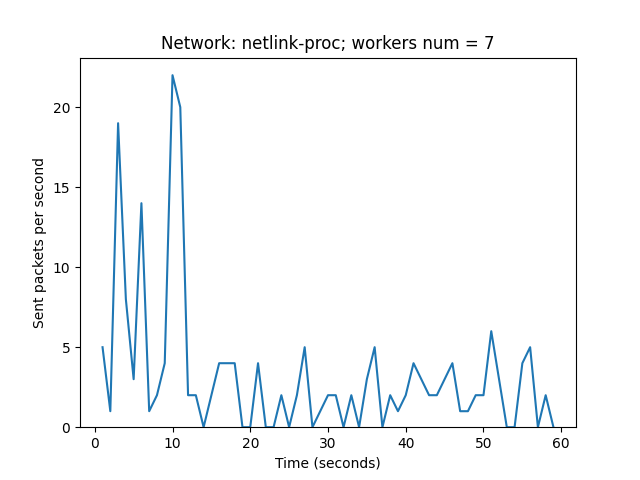 Network: netlink-proc; workers num = 7
Sent packets per second
20
15
10
5
0
0 10 20 30 40 50 60
Time (seconds)